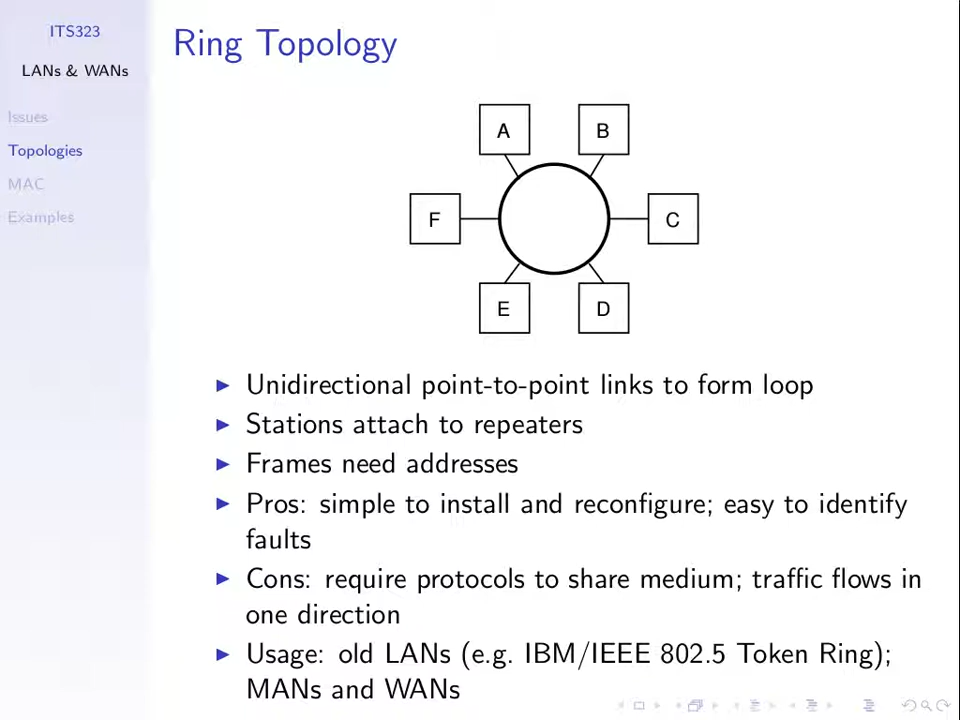 ITS323
LANs & WANs
Issues
Topologies
MAC
Examples
Ring Topology
A
B
F
C
E
D
Unidirectional point-to-point links to form loop
Stations attach to repeaters
Frames need addresses
Pros: simple to install and reconfigure; easy to identify
faults
Cons: require protocols to share medium; traffic flows in
one direction
Usage: old LANs (e.g. IBM/IEEE 802.5 Token Ring);
MANs and WANs